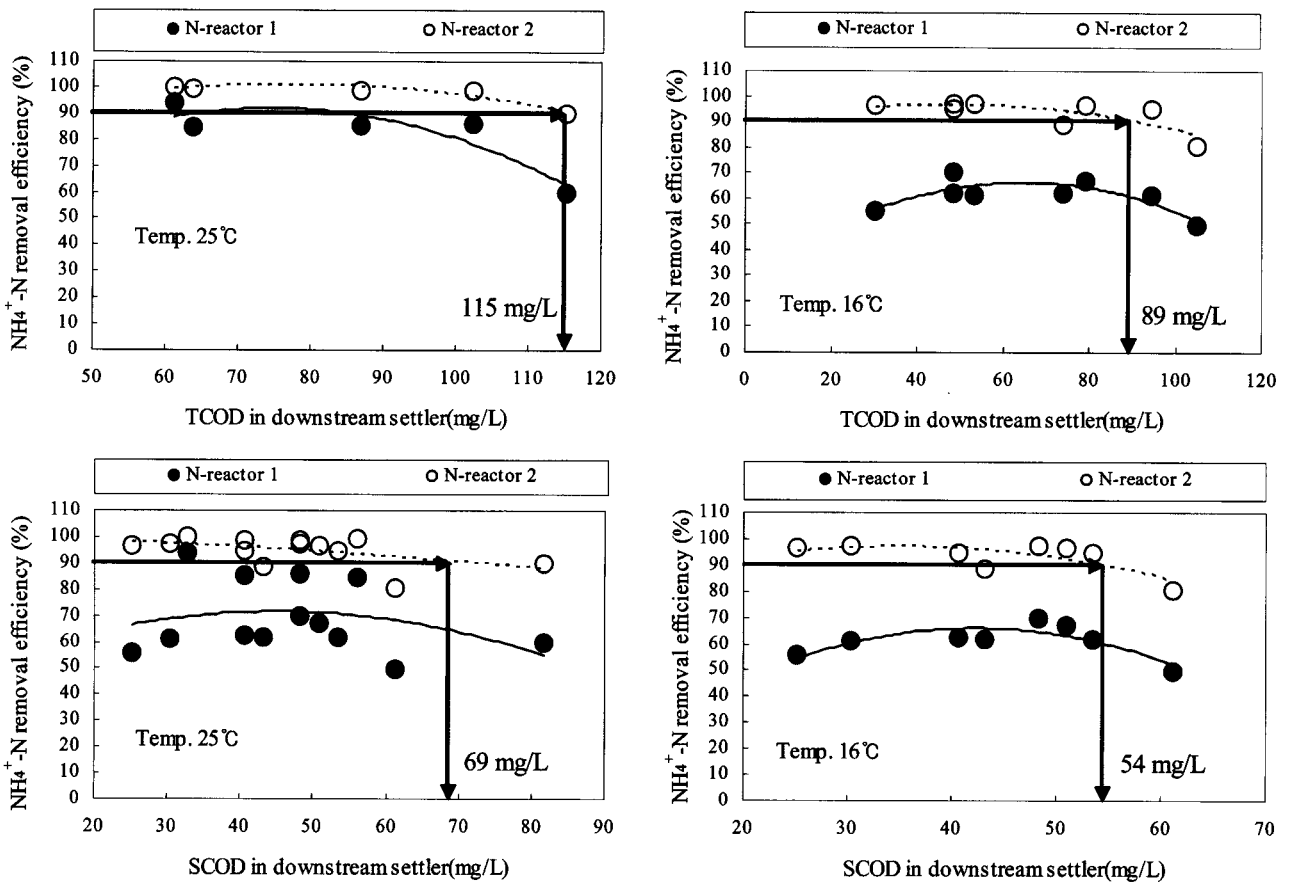 ● N-reactor 1 ○ N-reactor 2
NH4+-N removal efficiency (%)
110
100
90
80
70
60
50
40
30
20
10
0
Temp. 25℃
115 mg/L
50 60 70 80 90 100 110 120
TCOD in downstream settler(mg/L)
● N-reactor 1 ○ N-reactor 2
NH4+-N removal efficiency (%)
110
100
90
80
70
60
50
40
30
20
10
0
Temp. 16℃
89 mg/L
0 20 40 60 80 100 120
TCOD in downstream settler(mg/L)
● N-reactor 1 ○ N-reactor 2
NH4+-N removal efficiency (%)
110
100
90
80
70
60
50
40
30
20
10
0
Temp. 25℃
69 mg/L
20 30 40 50 60 70 80 90
SCOD in downstream settler(mg/L)
● N-reactor 1 ○ N-reactor 2
NH4+-N removal efficiency (%)
110
100
90
80
70
60
50
40
30
20
10
0
Temp. 16℃
54 mg/L
20 30 40 50 60 70
SCOD in downstream settler(mg/L)